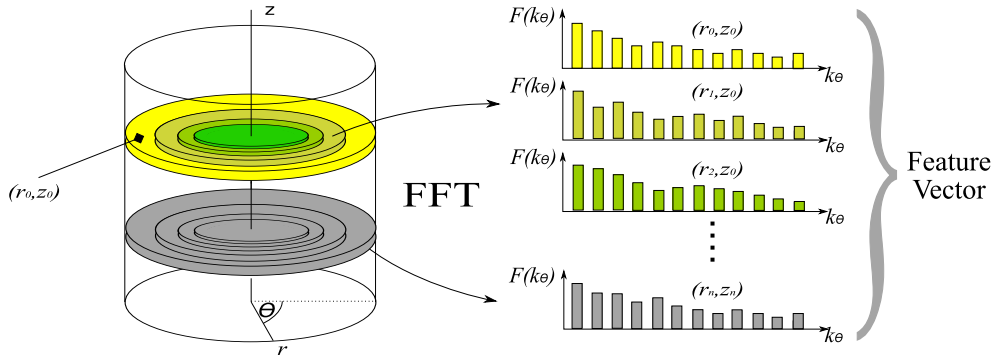 z
(r₀,z₀)
θ
r
FFT
F(kθ)
(r₀,z₀)
kθ
F(kθ)
(r₁,z₀)
kθ
F(kθ)
(r₂,z₀)
kθ
F(kθ)
(rₙ,zₙ)
kθ
Feature
Vector